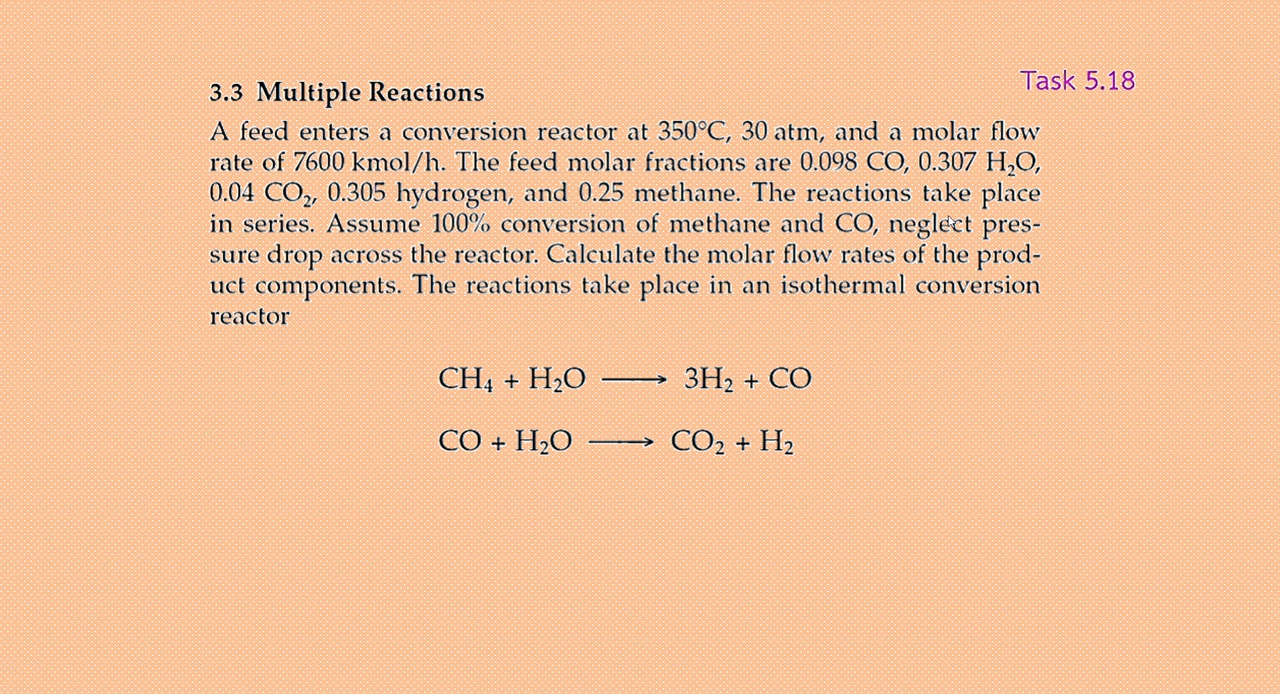 3.3 Multiple Reactions
Task 5.18
A feed enters a conversion reactor at 350°C, 30 atm, and a molar flow
rate of 7600 kmol/h. The feed molar fractions are 0.098 CO, 0.307 H₂O,
0.04 CO₂, 0.305 hydrogen, and 0.25 methane. The reactions take place
in series. Assume 100% conversion of methane and CO, neglect pres-
sure drop across the reactor. Calculate the molar flow rates of the prod-
uct components. The reactions take place in an isothermal conversion
reactor
CH₄ + H₂O ⟶ 3H₂ + CO
CO + H₂O ⟶ CO₂ + H₂